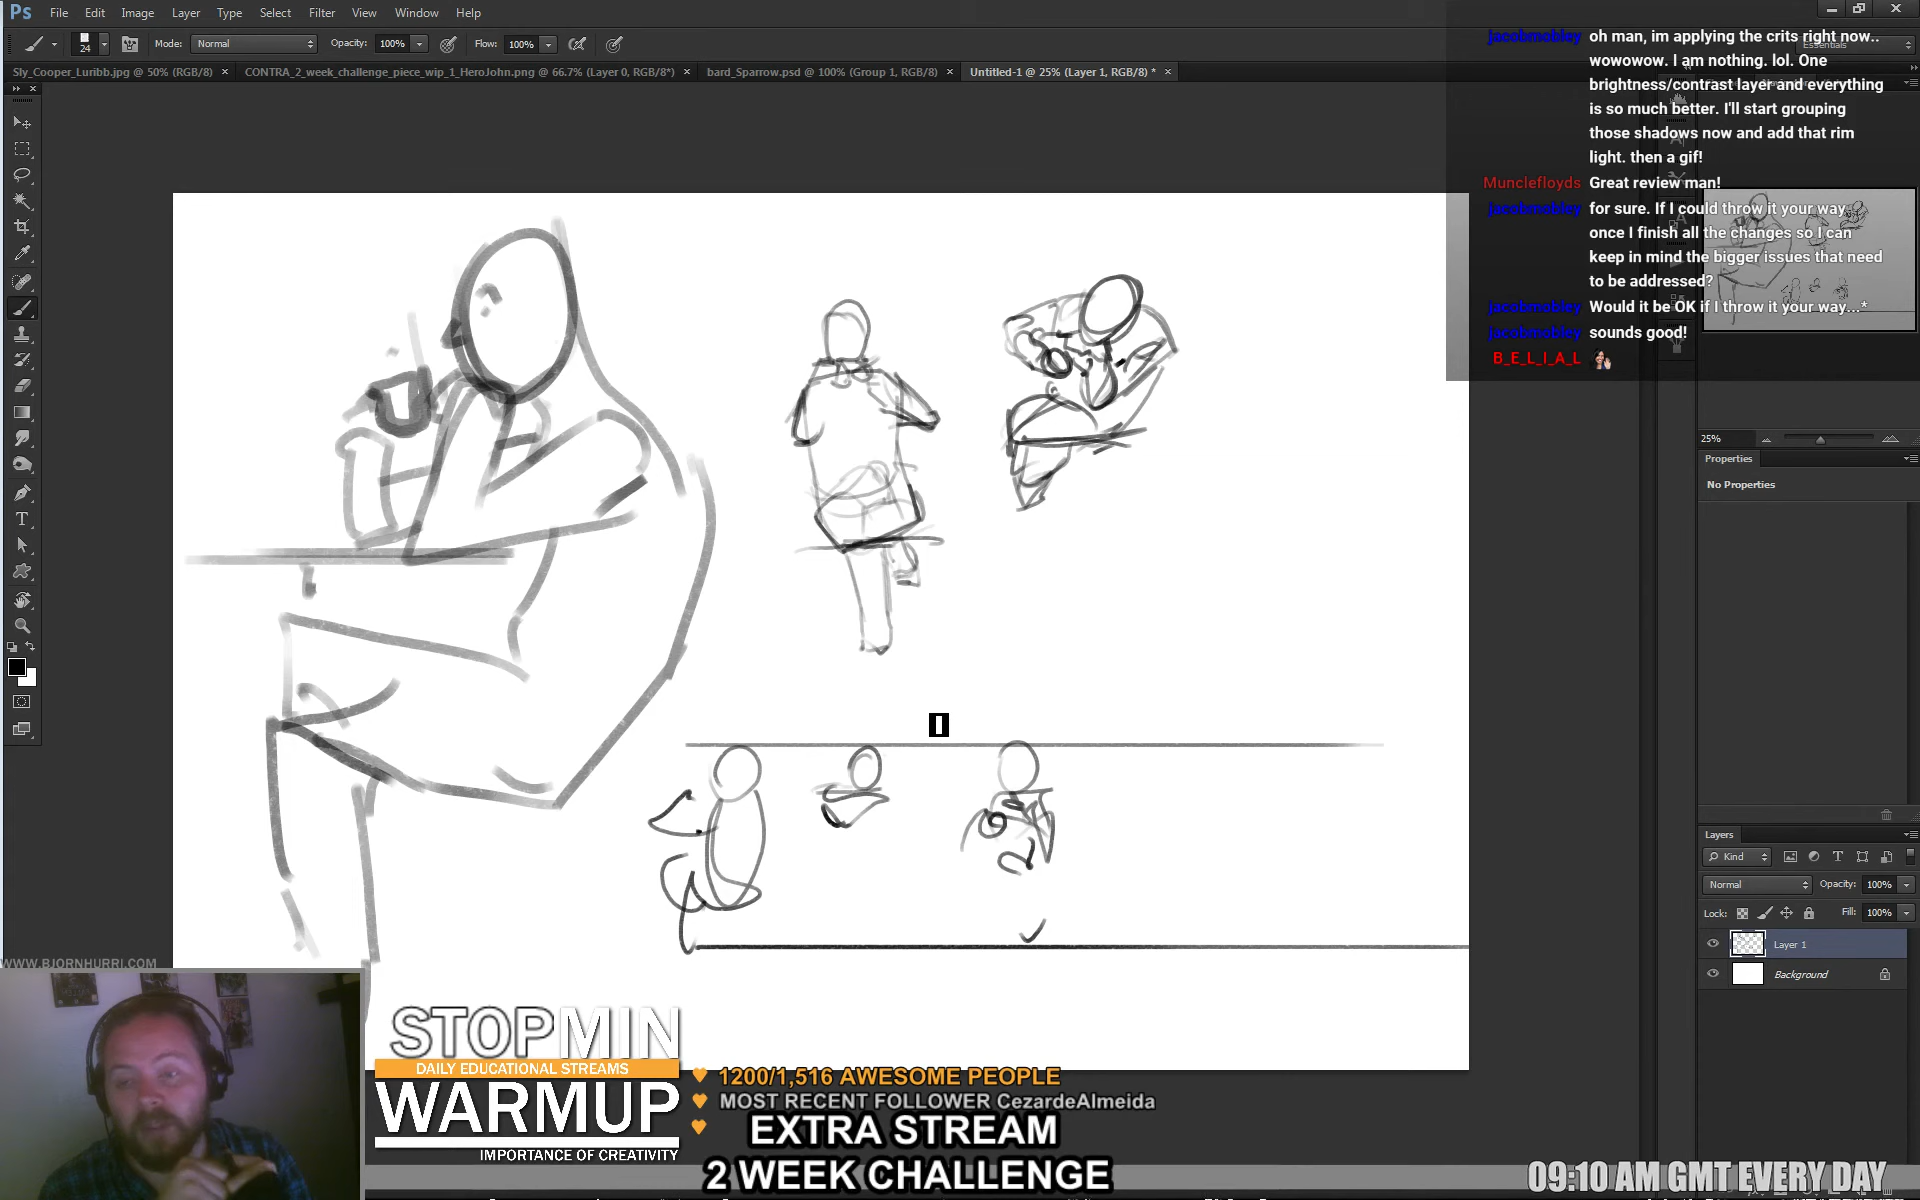 Ps File Edit Image Layer Type Select Filter View Window Help
24 Mode: Normal Opacity: 100% Flow: 100% Essentials
Sly_Cooper_Luribb.jpg @ 50% (RGB/8) × CONTRA_2_week_challenge_piece_wip_1_HeroJohn.png @ 66.7% (Layer 0, RGB/8*) × bard_Sparrow.psd @ 100% (Group 1, RGB/8) × Untitled-1 @ 25% (Layer 1, RGB/8) * ×
jacobmobley oh man, im applying the crits right now..
wowowow. I am nothing. lol. One
brightness/contrast layer and everything
is so much better. I'll start grouping
those shadows now and add that rim
light. then a gif!
Munclefloyds Great review man!
jacobmobley for sure. If I could throw it your way
once I finish all the changes so I can
keep in mind the bigger issues that need
to be addressed?
jacobmobley Would it be OK if I throw it your way...*
jacobmobley sounds good!
B_E_L_I_A_L
25%
Properties
No Properties
Layers
Kind
Normal Opacity: 100%
Lock: Fill: 100%
Layer 1
Background
WWW.BJORNHURRI.COM
STOPMIN
DAILY EDUCATIONAL STREAMS
WARMUP
IMPORTANCE OF CREATIVITY
1200/1,516 AWESOME PEOPLE
MOST RECENT FOLLOWER CezardeAlmeida
EXTRA STREAM
2 WEEK CHALLENGE
09:10 AM GMT EVERY DAY